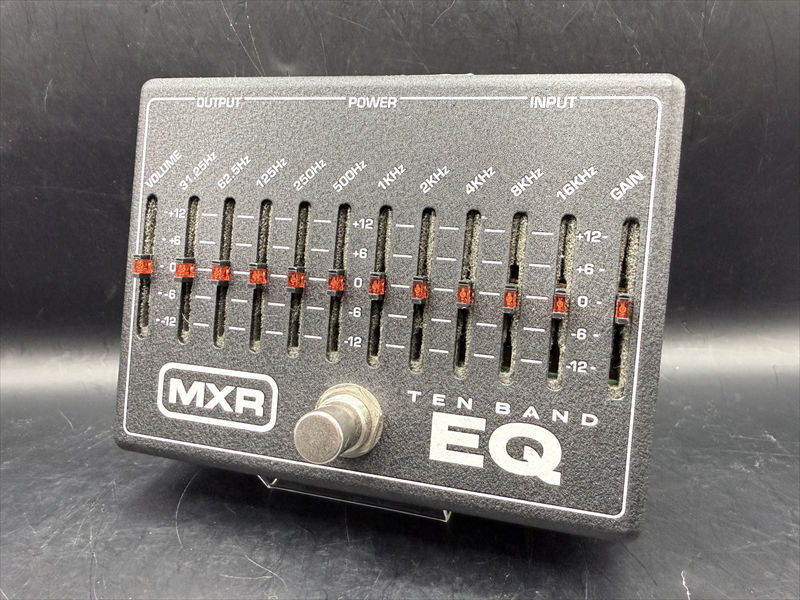 OUTPUT POWER INPUT
VOLUME 31.25Hz 62.5Hz 125Hz 250Hz 500Hz 1KHz 2KHz 4KHz 8KHz 16KHz GAIN
+12 +12 +12
+6 +6 +6
0 0 0
-6 -6 -6
-12 -12 -12
MXR
TEN BAND
EQ